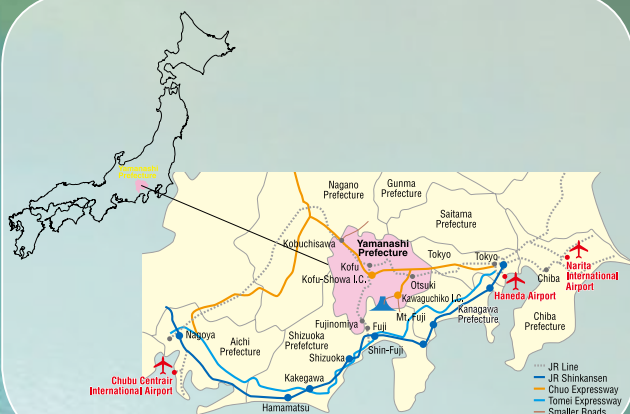 Yamanashi
Prefecture
Nagano
Prefecture
Gunma
Prefecture
Saitama
Prefecture
Kobuchisawa
Yamanashi
Prefecture
Tokyo
Tokyo
Kofu
Kofu-Showa I.C.
Otsuki
Kawaguchiko I.C.
Mt. Fuji
Haneda Airport
Chiba
Narita
International
Airport
Kanagawa
Prefecture
Chiba
Prefecture
Fujinomiya
Fuji
Shin-Fuji
Nagoya
Aichi
Prefecture
Shizuoka
Prefefcture
Shizuoka
Chubu Centrair
International Airport
Kakegawa
Hamamatsu
JR Line
JR Shinkansen
Chuo Expressway
Tomei Expressway
Smaller Roads